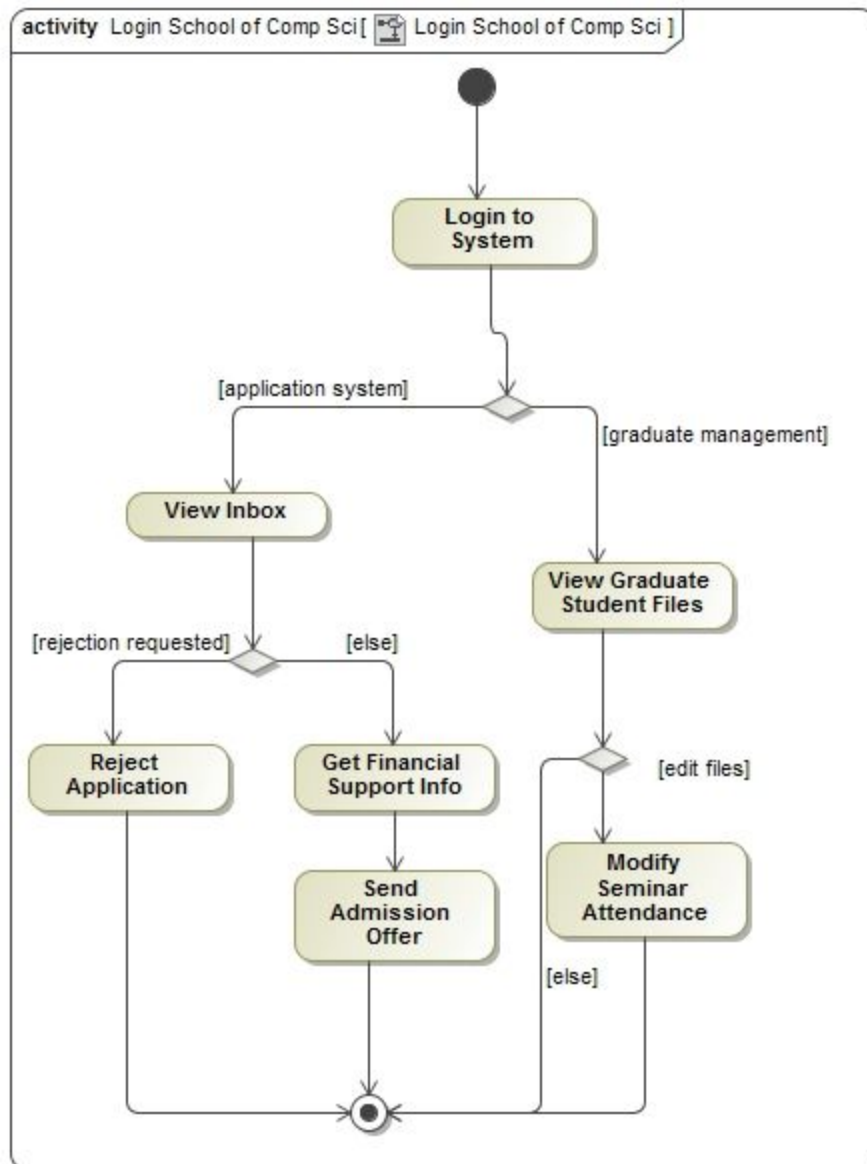 activity Login School of Comp Sci[ Login School of Comp Sci ]
Login to
System
[application system]
[graduate management]
View Inbox
View Graduate
Student Files
[rejection requested]
[else]
Reject
Application
Get Financial
Support Info
[edit files]
Modify
Seminar
Attendance
Send
Admission
Offer
[else]